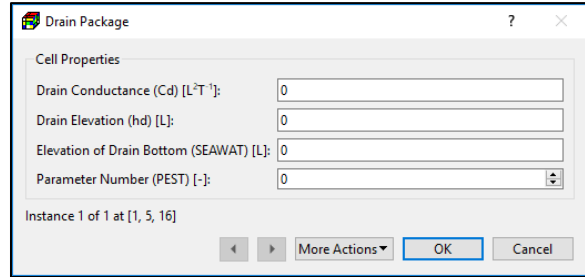 Drain Package
?
Cell Properties
Drain Conductance (Cd) [L²T⁻¹]: 0
Drain Elevation (hd) [L]: 0
Elevation of Drain Bottom (SEAWAT) [L]: 0
Parameter Number (PEST) [-]: 0
Instance 1 of 1 at [1, 5, 16]
More Actions OK Cancel